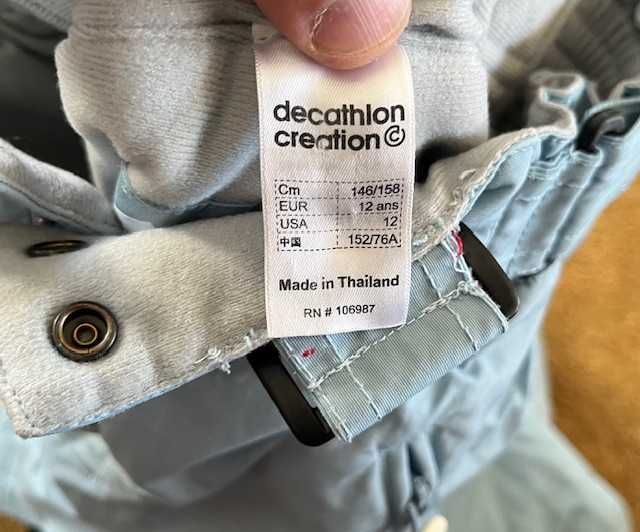 decathlon
creation
Cm 146/158
EUR 12 ans
USA 12
中国 152/76A
Made in Thailand
RN # 106987